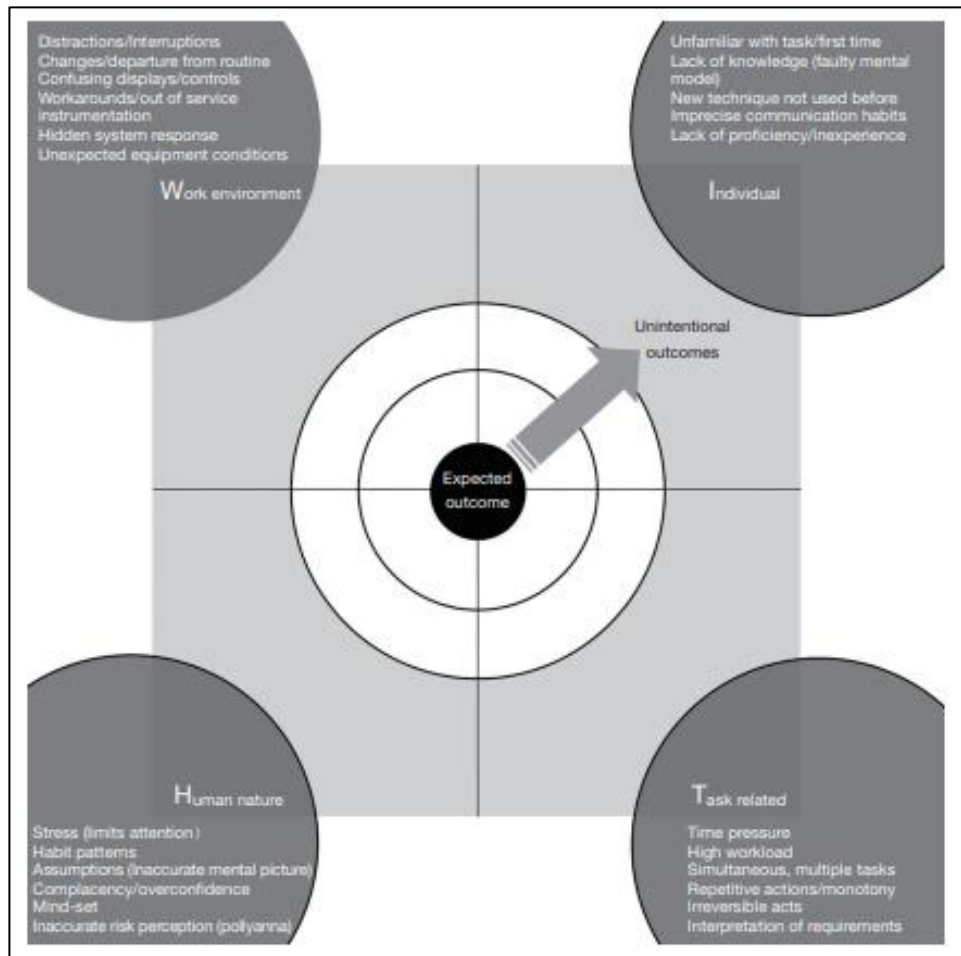 Distractions/Interruptions
Changes/departure from routine
Confusing displays/controls
Workarounds/out of service
instrumentation
Hidden system response
Unexpected equipment conditions
Work environment
Unfamiliar with task/first time
Lack of knowledge (faulty mental
model)
New technique not used before
Imprecise communication habits
Lack of proficiency/inexperience
Individual
Unintentional
outcomes
Expected
outcome
Human nature
Stress (limits attention)
Habit patterns
Assumptions (Inaccurate mental picture)
Complacency/overconfidence
Mind-set
Inaccurate risk perception (pollyanna)
Task related
Time pressure
High workload
Simultaneous, multiple tasks
Repetitive actions/monotony
Irreversible acts
Interpretation of requirements